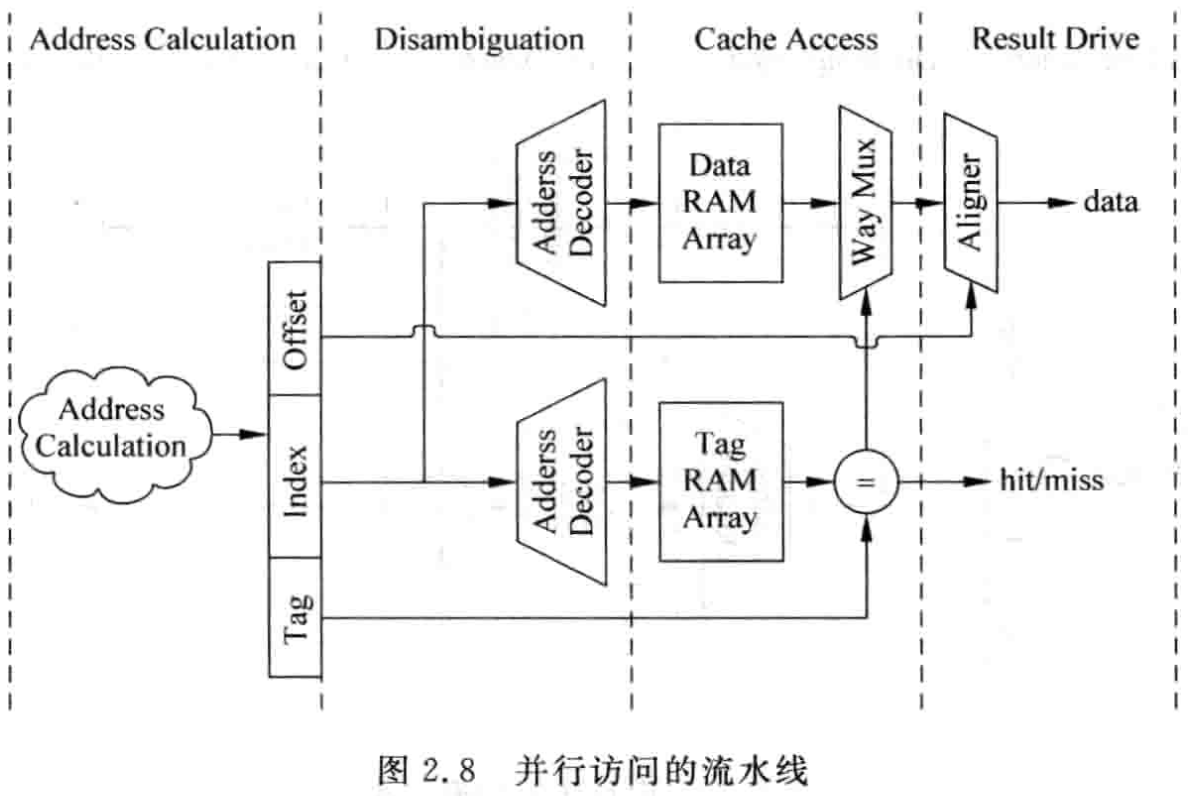 Address Calculation
Disambiguation
Cache Access
Result Drive
Adderss
Decoder
Data
RAM
Array
Way Mux
Aligner
data
Offset
Address
Calculation
Index
Adderss
Decoder
Tag
RAM
Array
=
hit/miss
Tag
图 2.8 并行访问的流水线